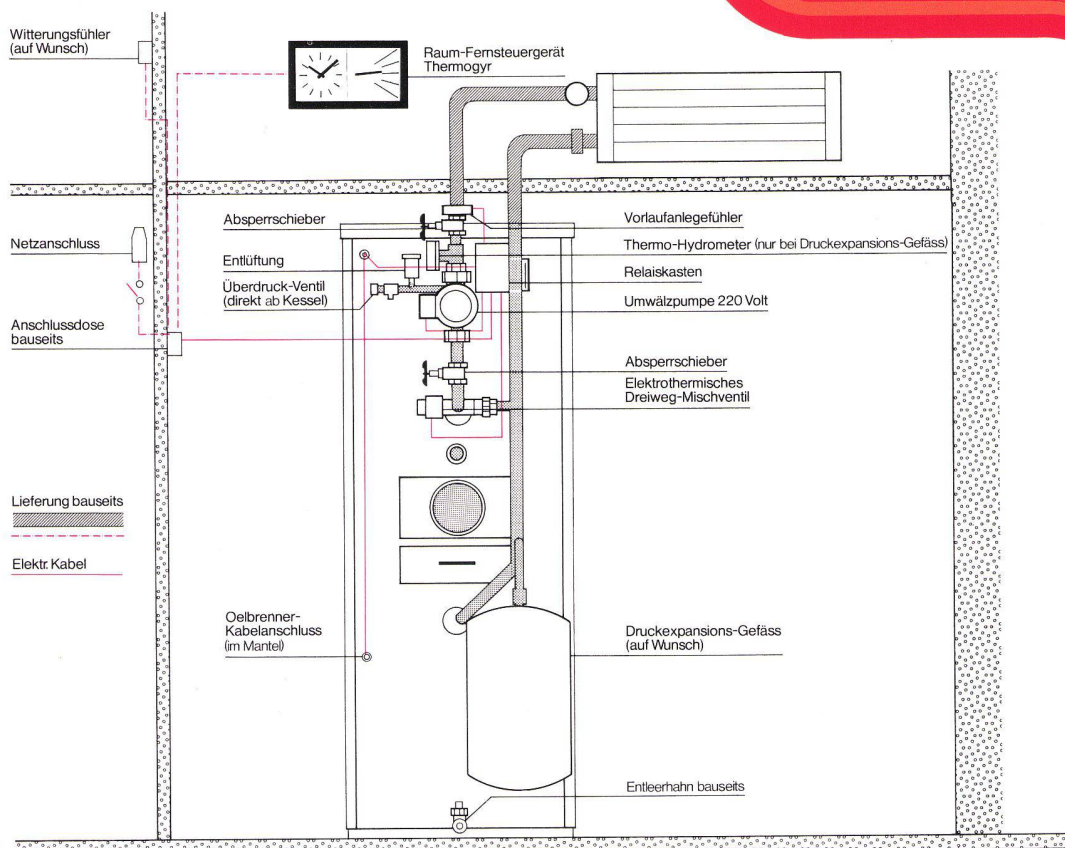 Witterungsfühler
(auf Wunsch)
Raum-Fernsteuergerät
Thermogyr
Absperrschieber
Vorlaufanlegefühler
Netzanschluss
Thermo-Hydrometer (nur bei Druckexpansions-Gefäss)
Entlüftung
Relaiskasten
Überdruck-Ventil
(direkt ab Kessel)
Umwälzpumpe 220 Volt
Anschlussdose
bauseits
Absperrschieber
Elektrothermisches
Dreiweg-Mischventil
Lieferung bauseits
Elektr. Kabel
Oelbrenner-
Kabelanschluss
(im Mantel)
Druckexpansions-Gefäss
(auf Wunsch)
Entleerhahn bauseits